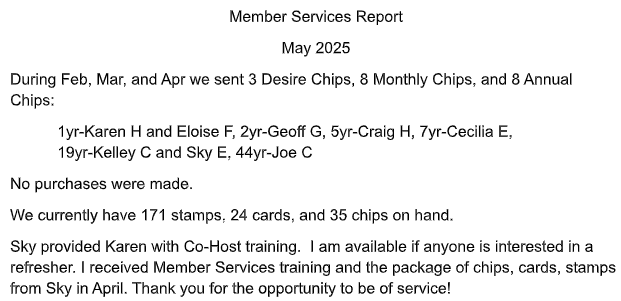 Member Services Report
May 2025
During Feb, Mar, and Apr we sent 3 Desire Chips, 8 Monthly Chips, and 8 Annual
Chips:
1yr-Karen H and Eloise F, 2yr-Geoff G, 5yr-Craig H, 7yr-Cecilia E,
19yr-Kelley C and Sky E, 44yr-Joe C
No purchases were made.
We currently have 171 stamps, 24 cards, and 35 chips on hand.
Sky provided Karen with Co-Host training.  I am available if anyone is interested in a
refresher. I received Member Services training and the package of chips, cards, stamps
from Sky in April. Thank you for the opportunity to be of service!